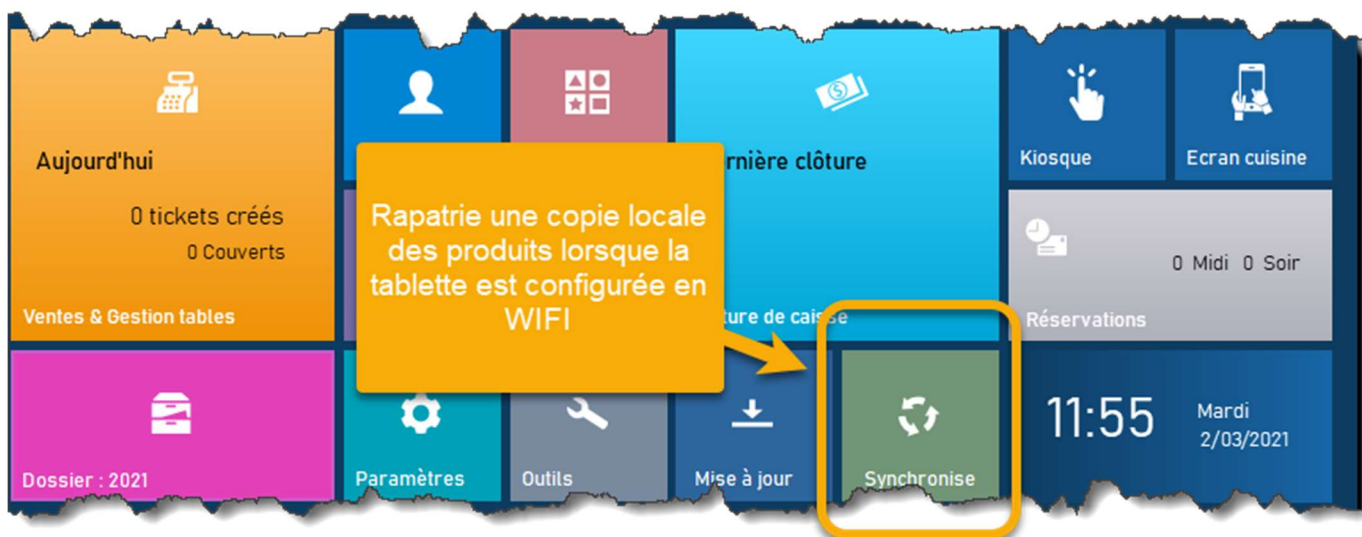 Aujourd'hui
0 tickets créés
0 Couverts
Ventes & Gestion tables
Rapatrie une copie locale
des produits lorsque la
tablette est configurée en
WIFI
clôture
de caisse
Kiosque
Ecran cuisine
0 Midi 0 Soir
Réservations
Dossier : 2021
Paramètres
Outils
Mise à jour
Synchronise
11:55
Mardi
2/03/2021